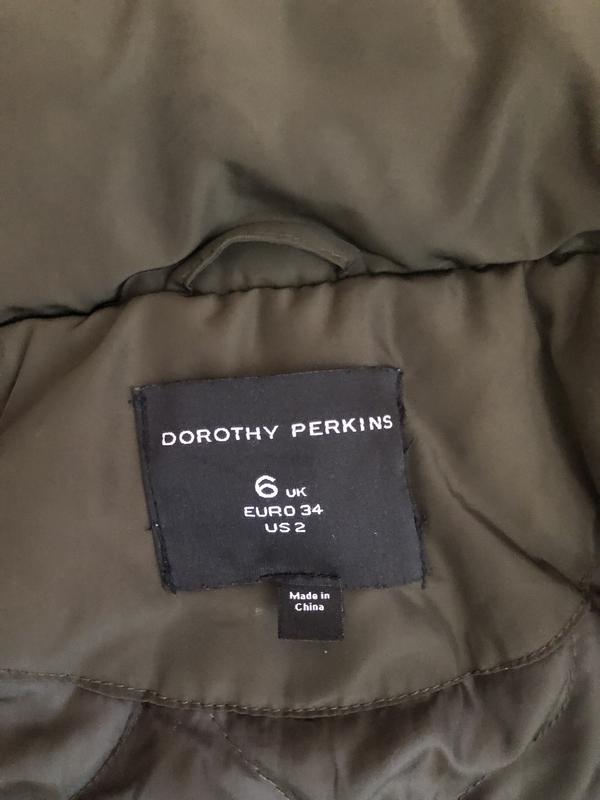 DOROTHY PERKINS
6 UK
EURO 34
US 2
Made in
China